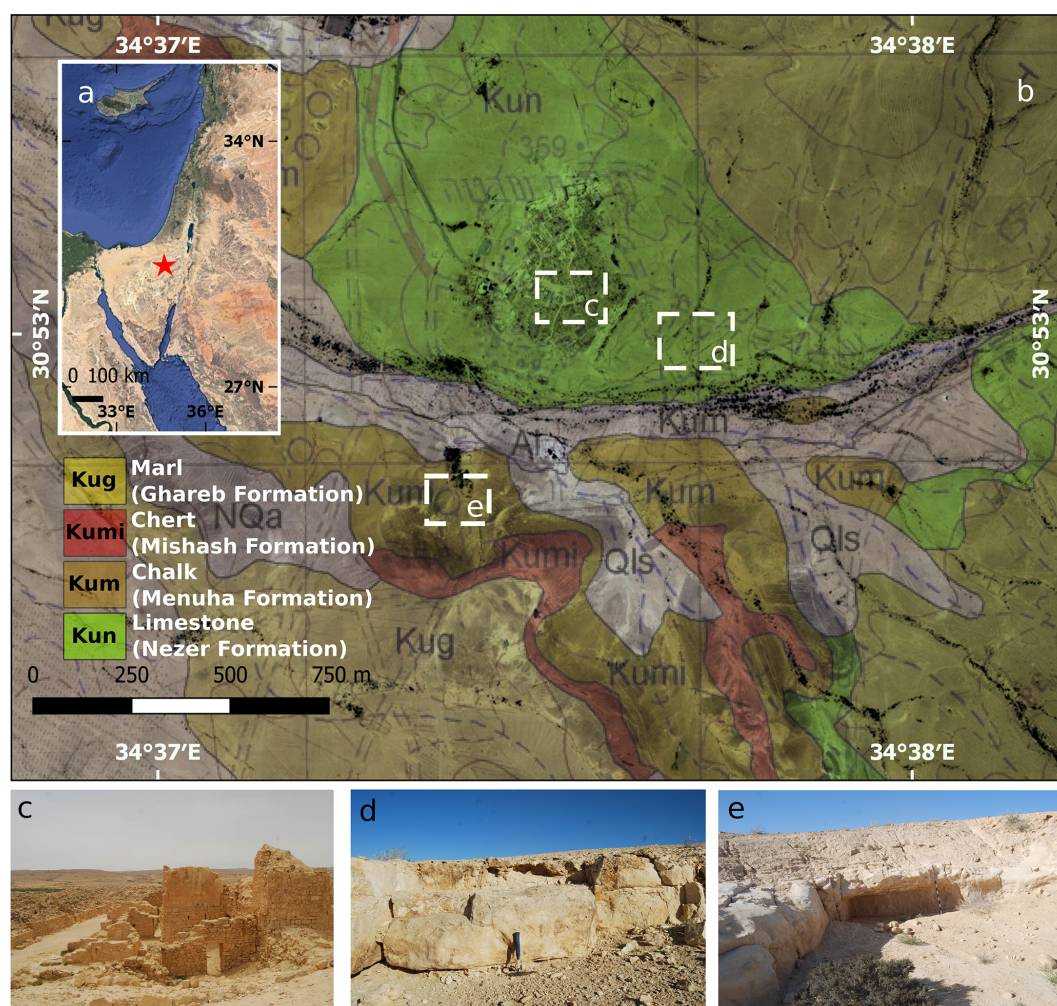 Kug
34°37′E
34°38′E
a
b
34°N
Kun
359
m
c
d
30°53′N
30°53′N
0 100 km
27°N
33°E
36°E
Kum
Al
Kug
Marl
(Ghareb Formation)
Kum
e
Kum
Kum
NQa
Kumi
Chert
(Mishash Formation)
Kumi
Qls
Qls
Kum
Chalk
(Menuha Formation)
Kun
Limestone
(Nezer Formation)
Kug
Kumi
0 250 500 750 m
34°37′E
34°38′E
c
d
e